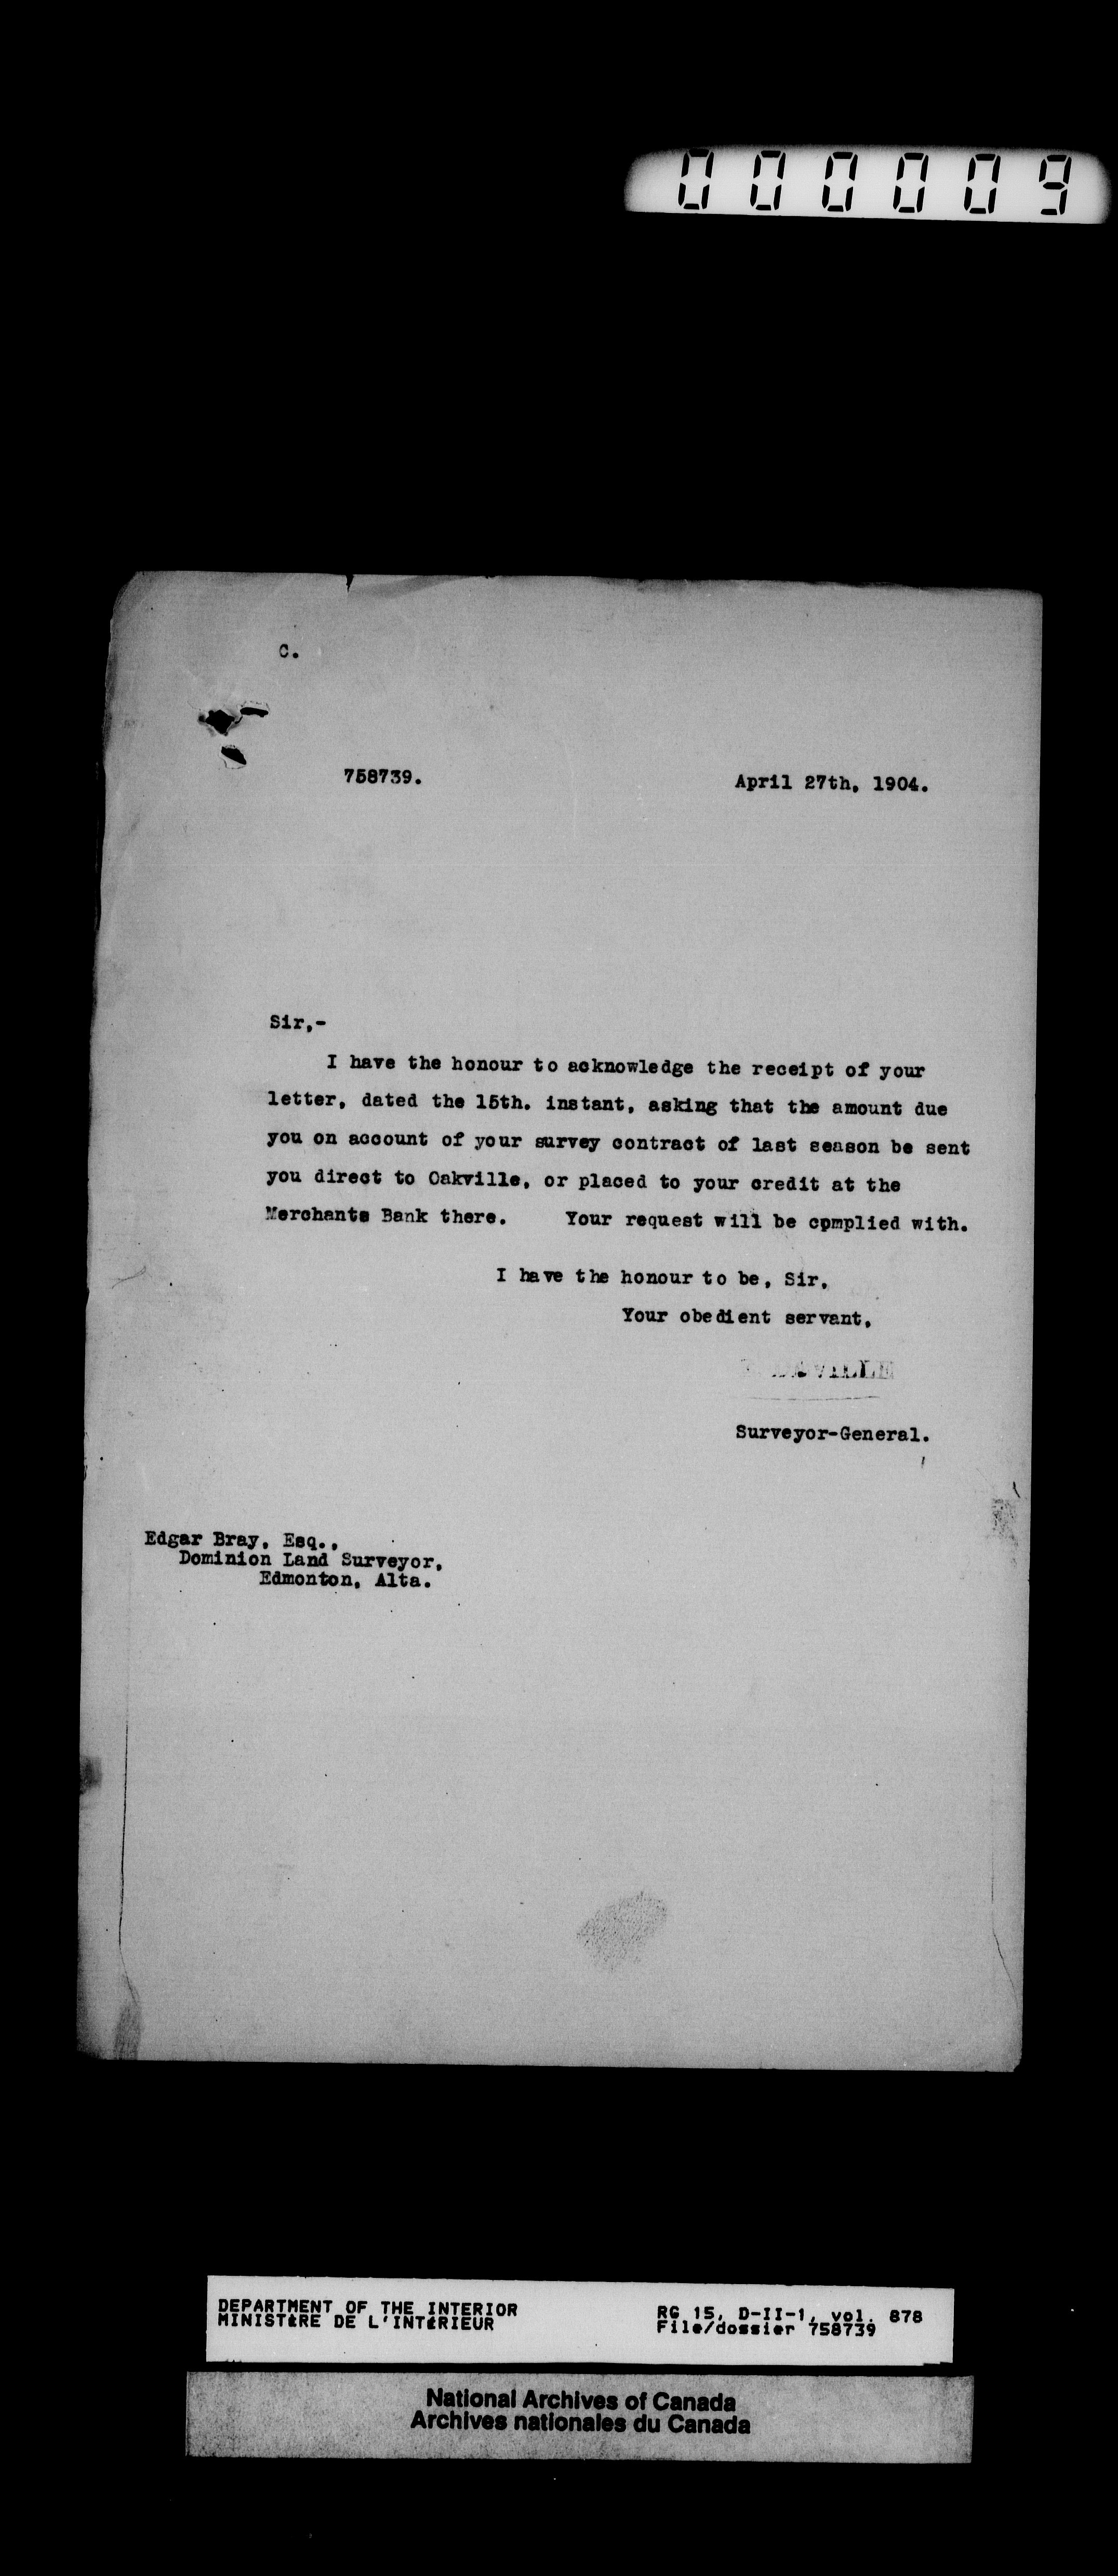 000009
C.
758739.
April 27th, 1904.
Sir,-
I have the honour to acknowledge the receipt of your
letter, dated the 15th. instant, asking that the amount due
you on account of your survey contract of last season be sent
you direct to Oakville, or placed to your credit at the
Merchants Bank there. Your request will be complied with.
I have the honour to be, Sir,
Your obedient servant,
Surveyor-General.
Edgar Bray, Esq.,
Dominion Land Surveyor,
Edmonton, Alta.
DEPARTMENT OF THE INTERIOR
MINISTÈRE DE L'INTÉRIEUR
RG 15, D-II-1, vol. 878
File/dossier 758739
National Archives of Canada
Archives nationales du Canada